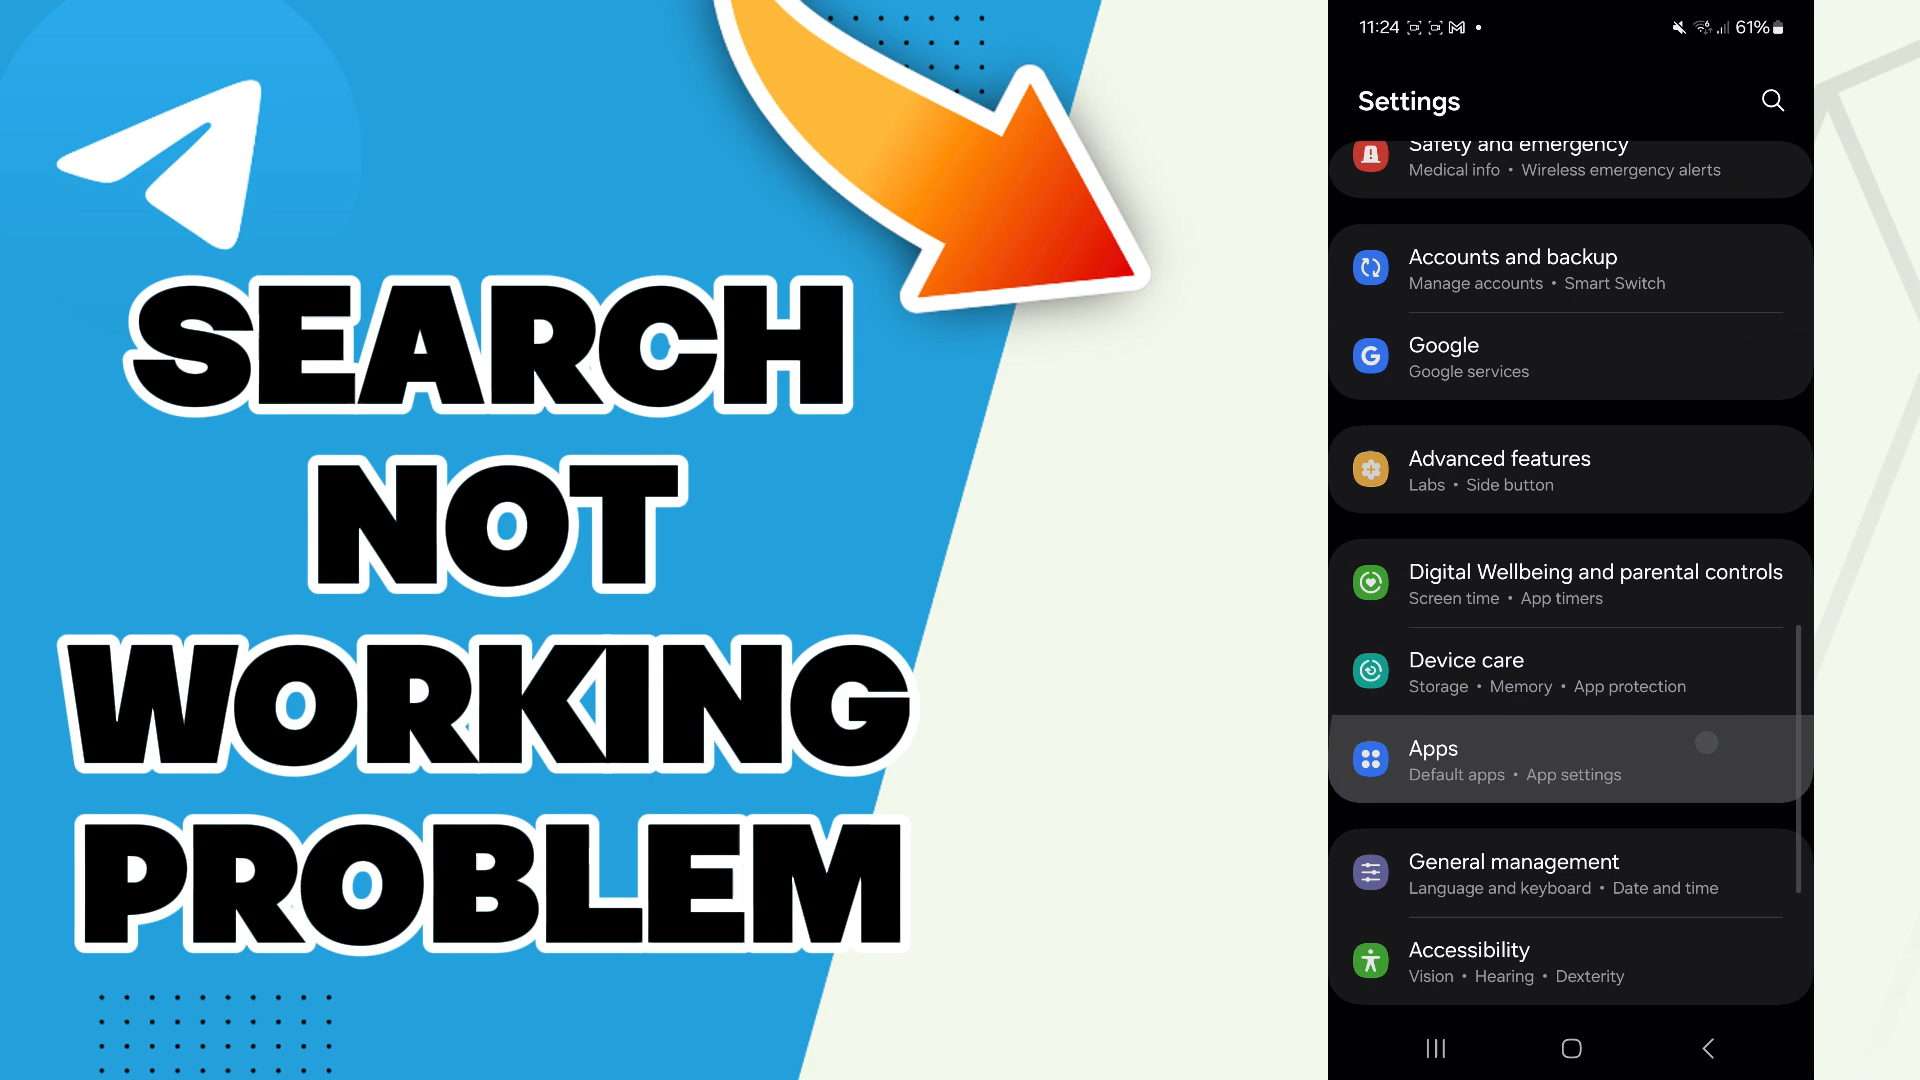 SEARCH
NOT
WORKING
PROBLEM
11:24
61%
Settings
Safety and emergency
Medical info • Wireless emergency alerts
Accounts and backup
Manage accounts • Smart Switch
Google
Google services
Advanced features
Labs • Side button
Digital Wellbeing and parental controls
Screen time • App timers
Device care
Storage • Memory • App protection
Apps
Default apps • App settings
General management
Language and keyboard • Date and time
Accessibility
Vision • Hearing • Dexterity